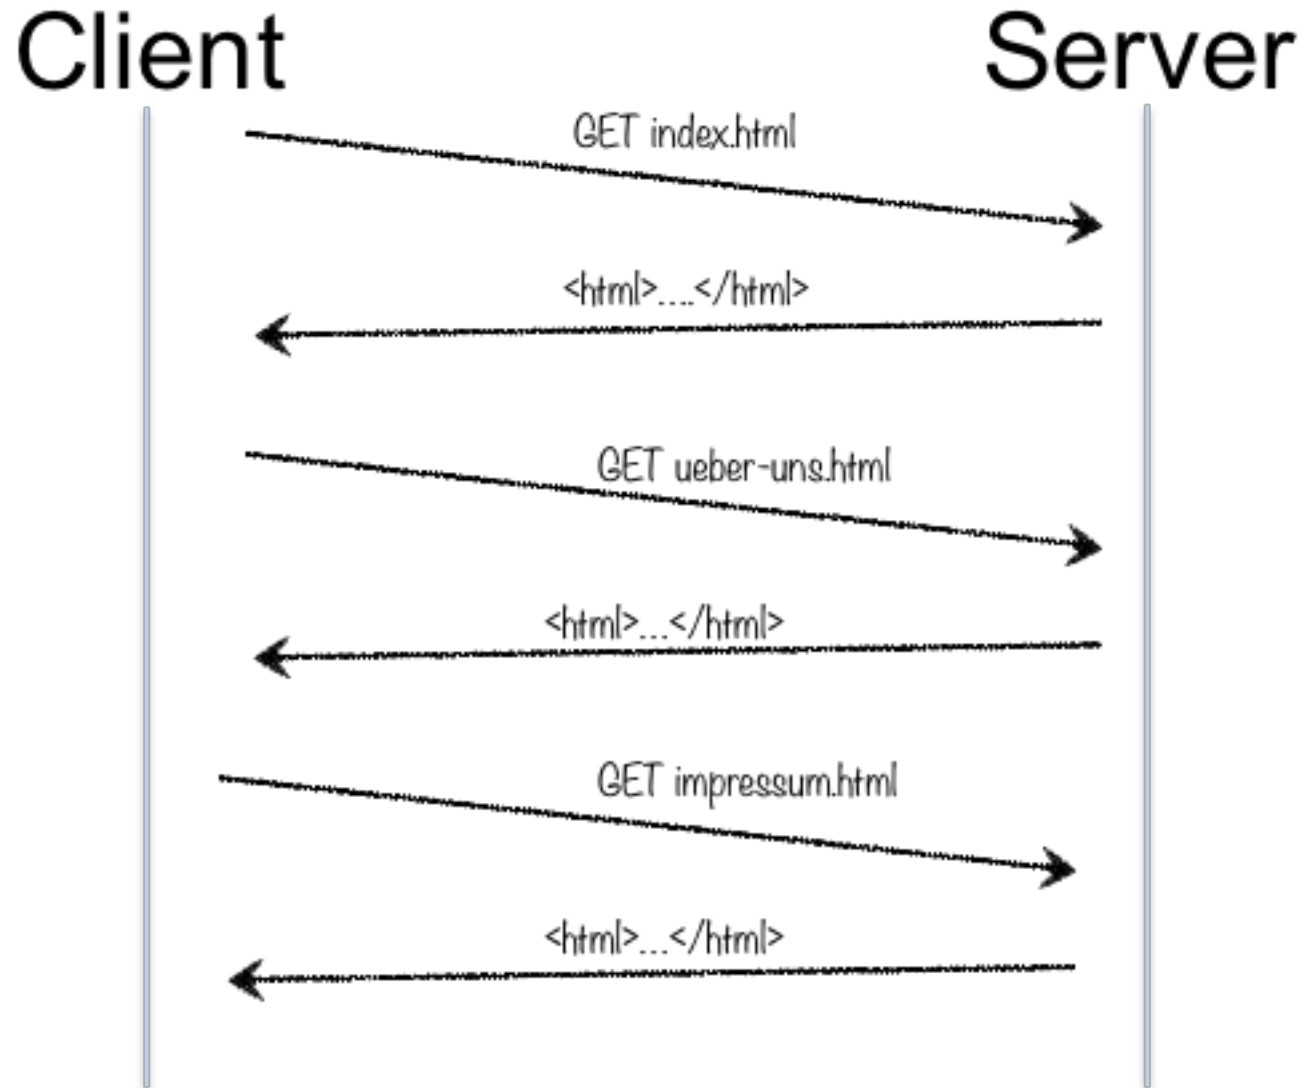 Client Server
GET index.html
<html>....</html>
GET ueber-uns.html
<html>...</html>
GET impressum.html
<html>...</html>